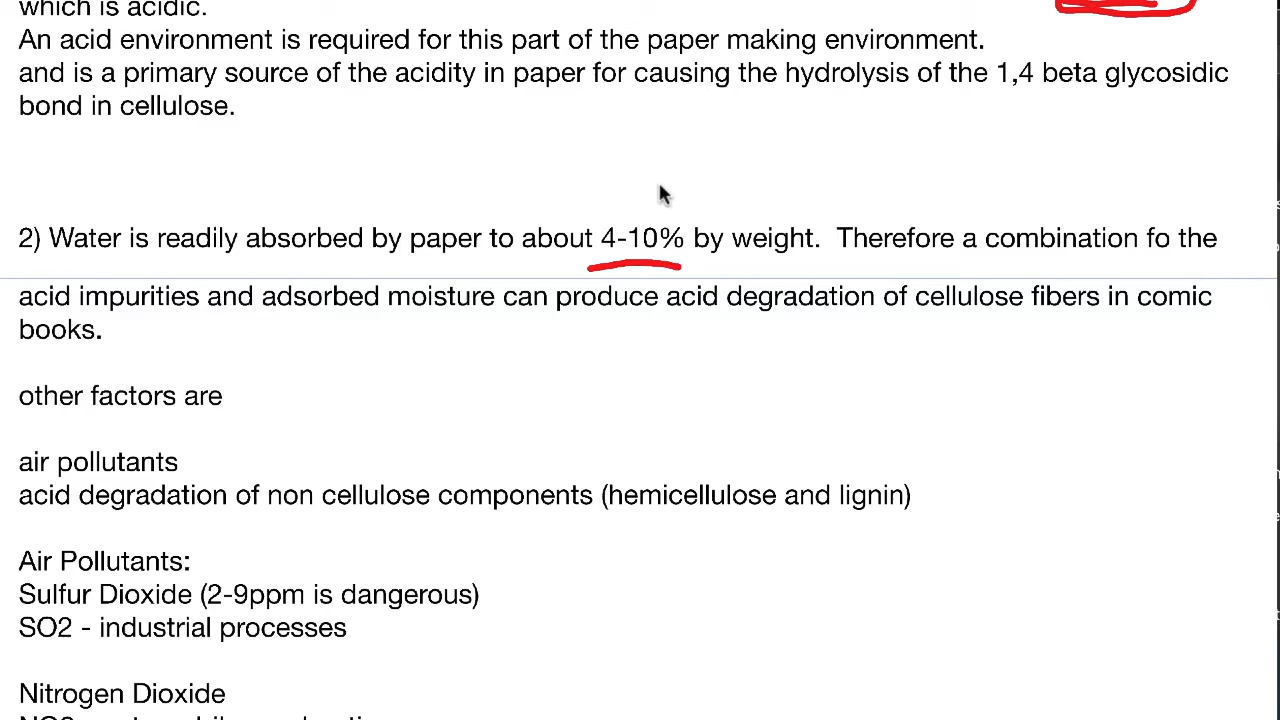 which is acidic.
An acid environment is required for this part of the paper making environment.
and is a primary source of the acidity in paper for causing the hydrolysis of the 1,4 beta glycosidic
bond in cellulose.
2) Water is readily absorbed by paper to about 4-10% by weight.  Therefore a combination fo the
acid impurities and adsorbed moisture can produce acid degradation of cellulose fibers in comic
books.
other factors are
air pollutants
acid degradation of non cellulose components (hemicellulose and lignin)
Air Pollutants:
Sulfur Dioxide (2-9ppm is dangerous)
SO2 - industrial processes
Nitrogen Dioxide